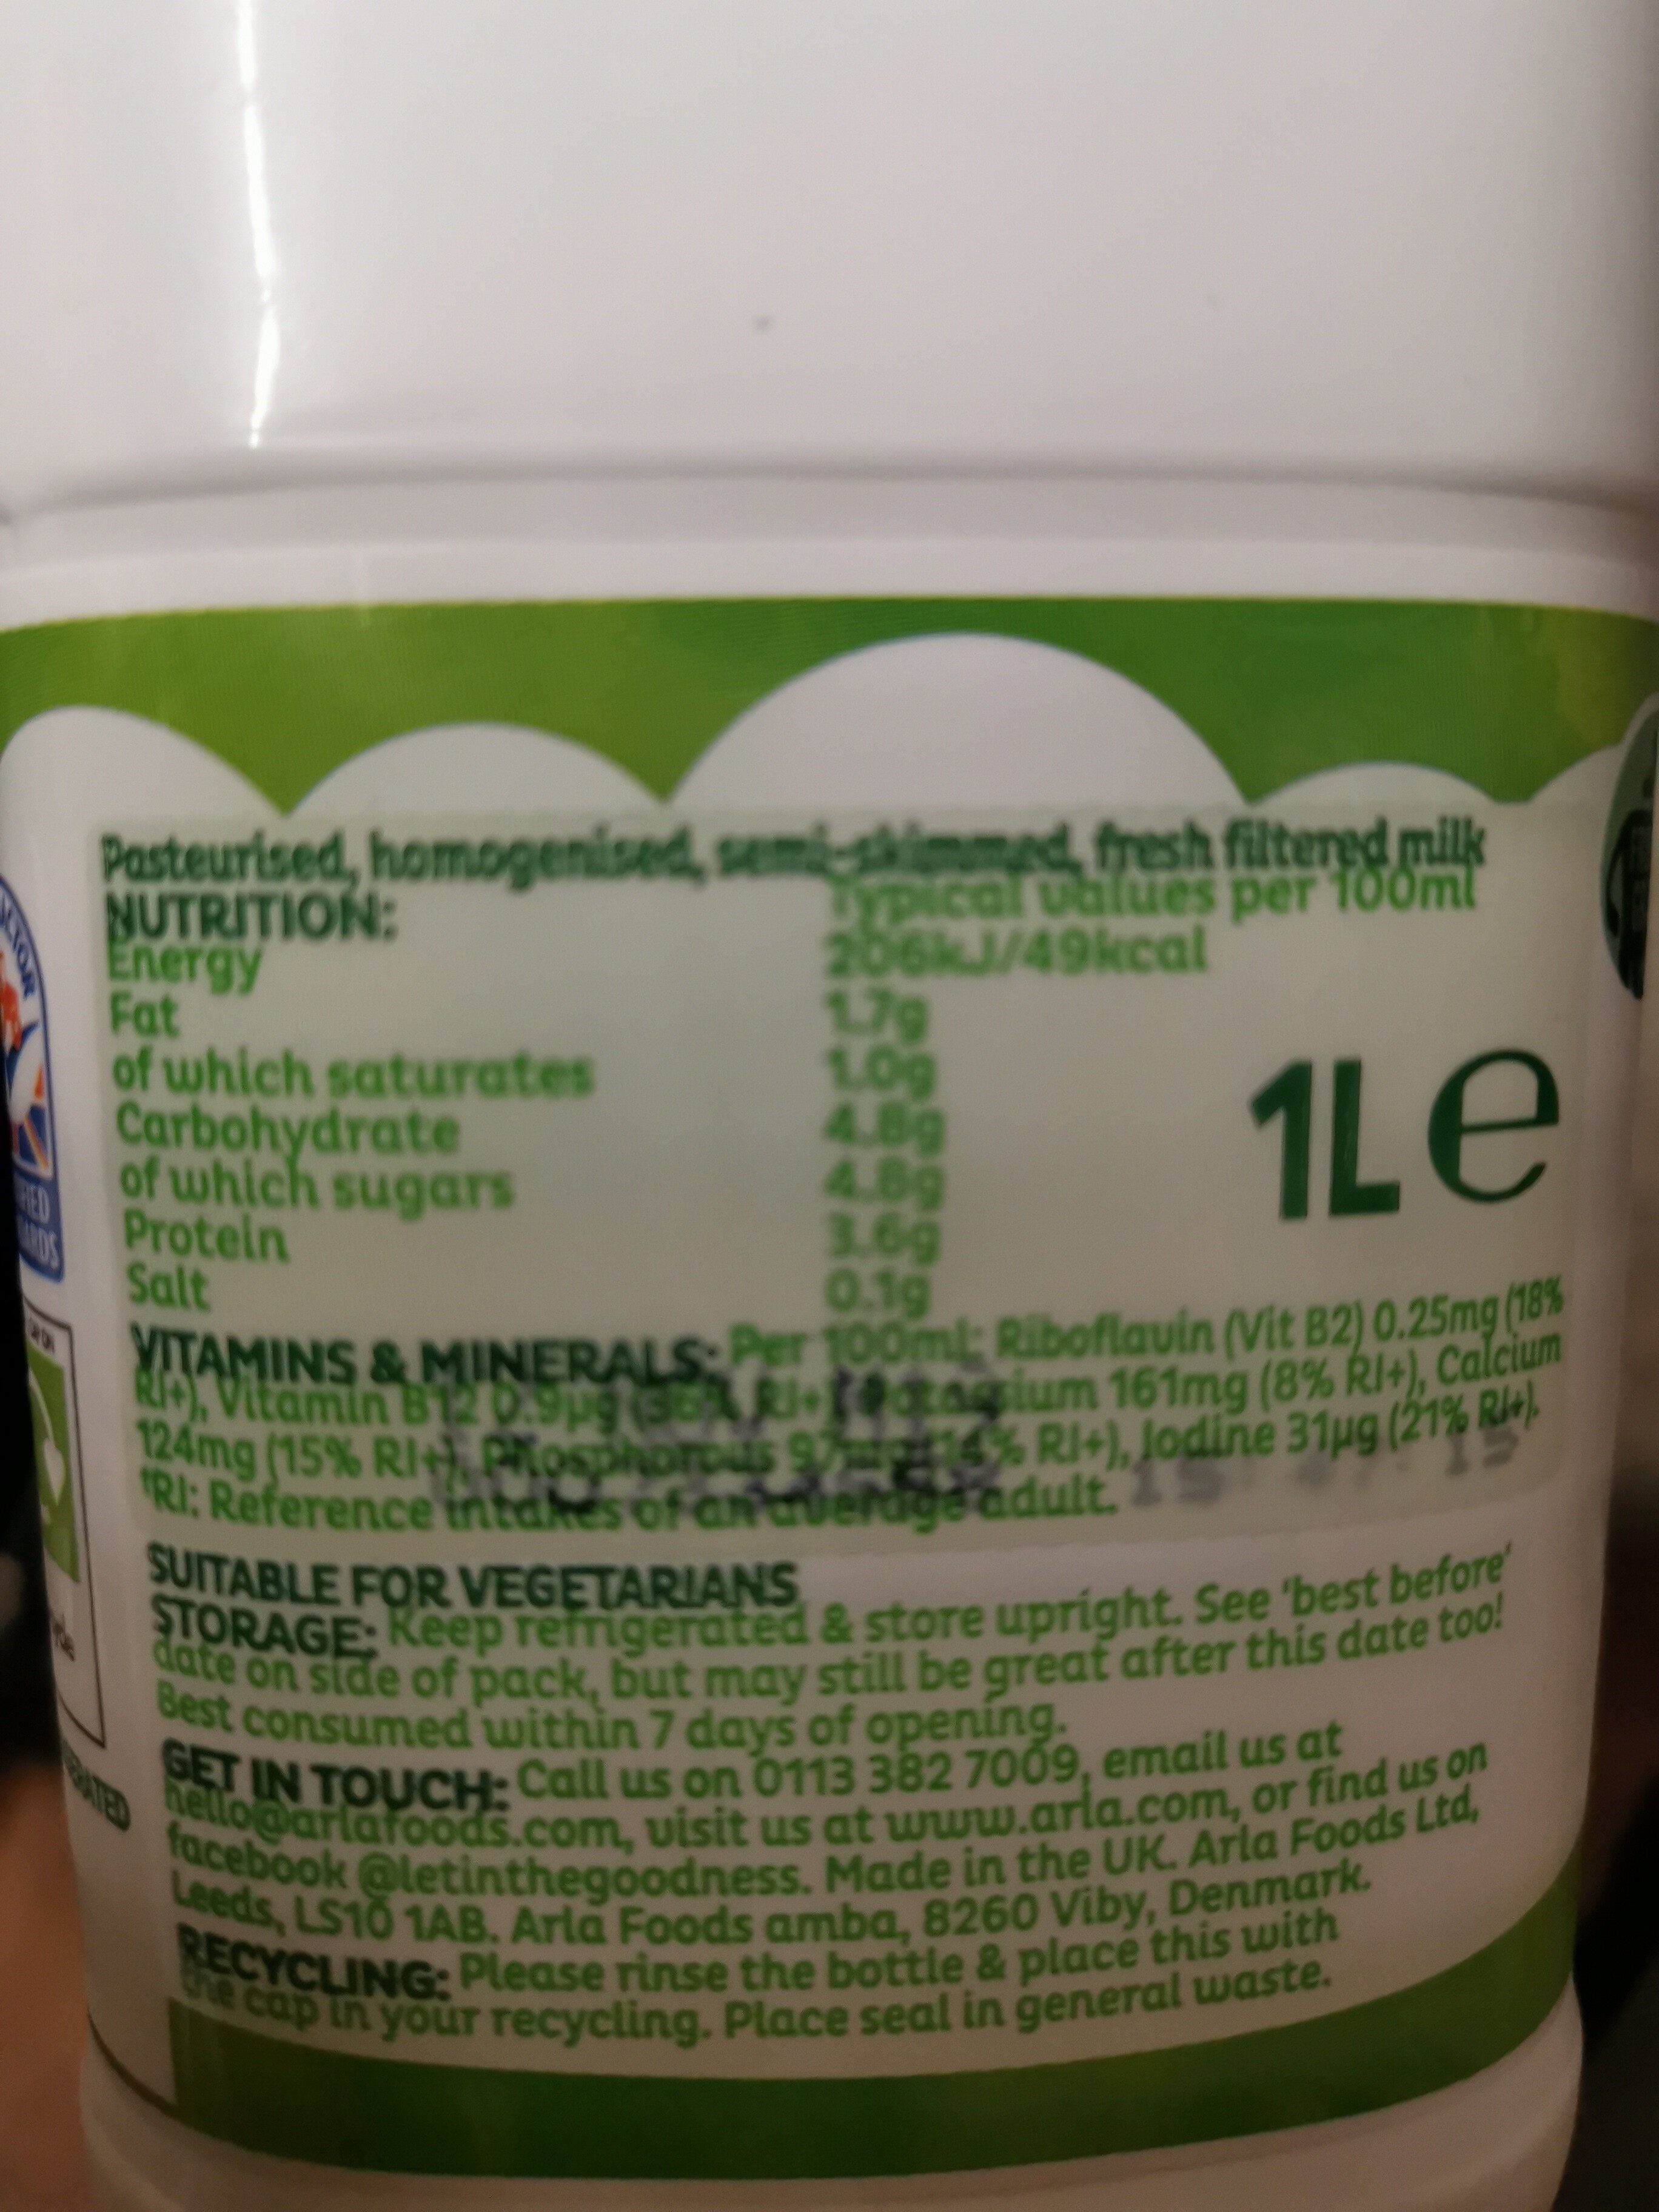 Pasteurised, homogenised, semi-skimmed, fresh filtered milk
NUTRITION: Typical values per 100ml
Energy 206kJ/49kcal
Fat 1.7g
of which saturates 1.0g
Carbohydrate 4.8g
of which sugars 4.8g
Protein 3.6g
Salt 0.1g
1L e
VITAMINS & MINERALS: Per 100ml: Riboflavin (Vit B2) 0.25mg (18%
RI+), Vitamin B12 0.9µg RI+), Potassium 161mg (8% RI+), Calcium
124mg (15% RI+), Phosphorous 97mg (14% RI+), Iodine 31µg (21% RI+).
+RI: Reference intakes of an average adult.
SUITABLE FOR VEGETARIANS
STORAGE: Keep refrigerated & store upright. See 'best before'
date on side of pack, but may still be great after this date too!
Best consumed within 7 days of opening.
GET IN TOUCH: Call us on 0113 382 7009, email us at
hello@arlafoods.com, visit us at www.arla.com, or find us on
facebook @letinthegoodness. Made in the UK. Arla Foods Ltd,
Leeds, LS10 1AB. Arla Foods amba, 8260 Viby, Denmark.
RECYCLING: Please rinse the bottle & place this with
the cap in your recycling. Place seal in general waste.